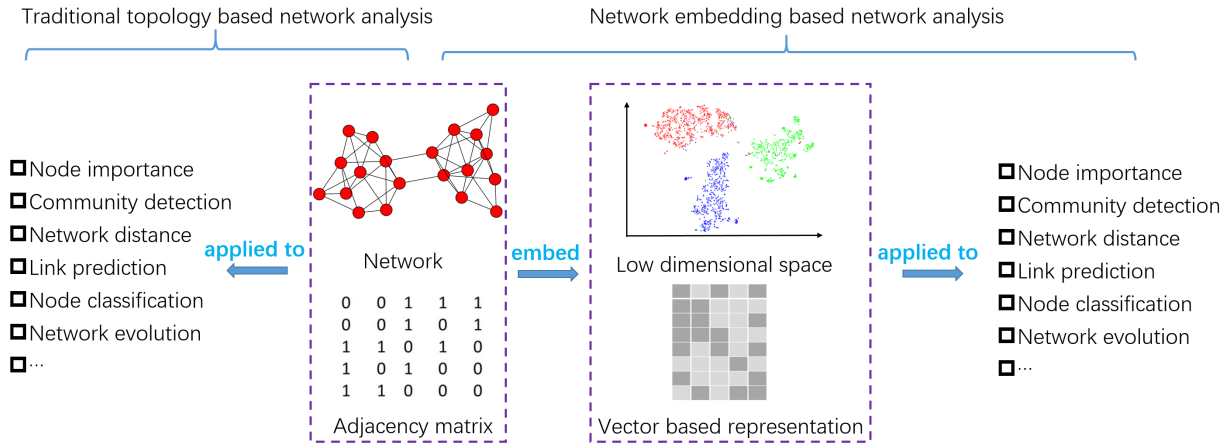 Traditional topology based network analysis
Network embedding based network analysis
Node importance
Community detection
Network distance
Link prediction
Node classification
Network evolution
...
applied to
Network
0 0 1 1 1
0 0 1 0 1
1 1 0 1 0
1 0 1 0 0
1 1 0 0 0
Adjacency matrix
embed
Low dimensional space
Vector based representation
applied to
Node importance
Community detection
Network distance
Link prediction
Node classification
Network evolution
...